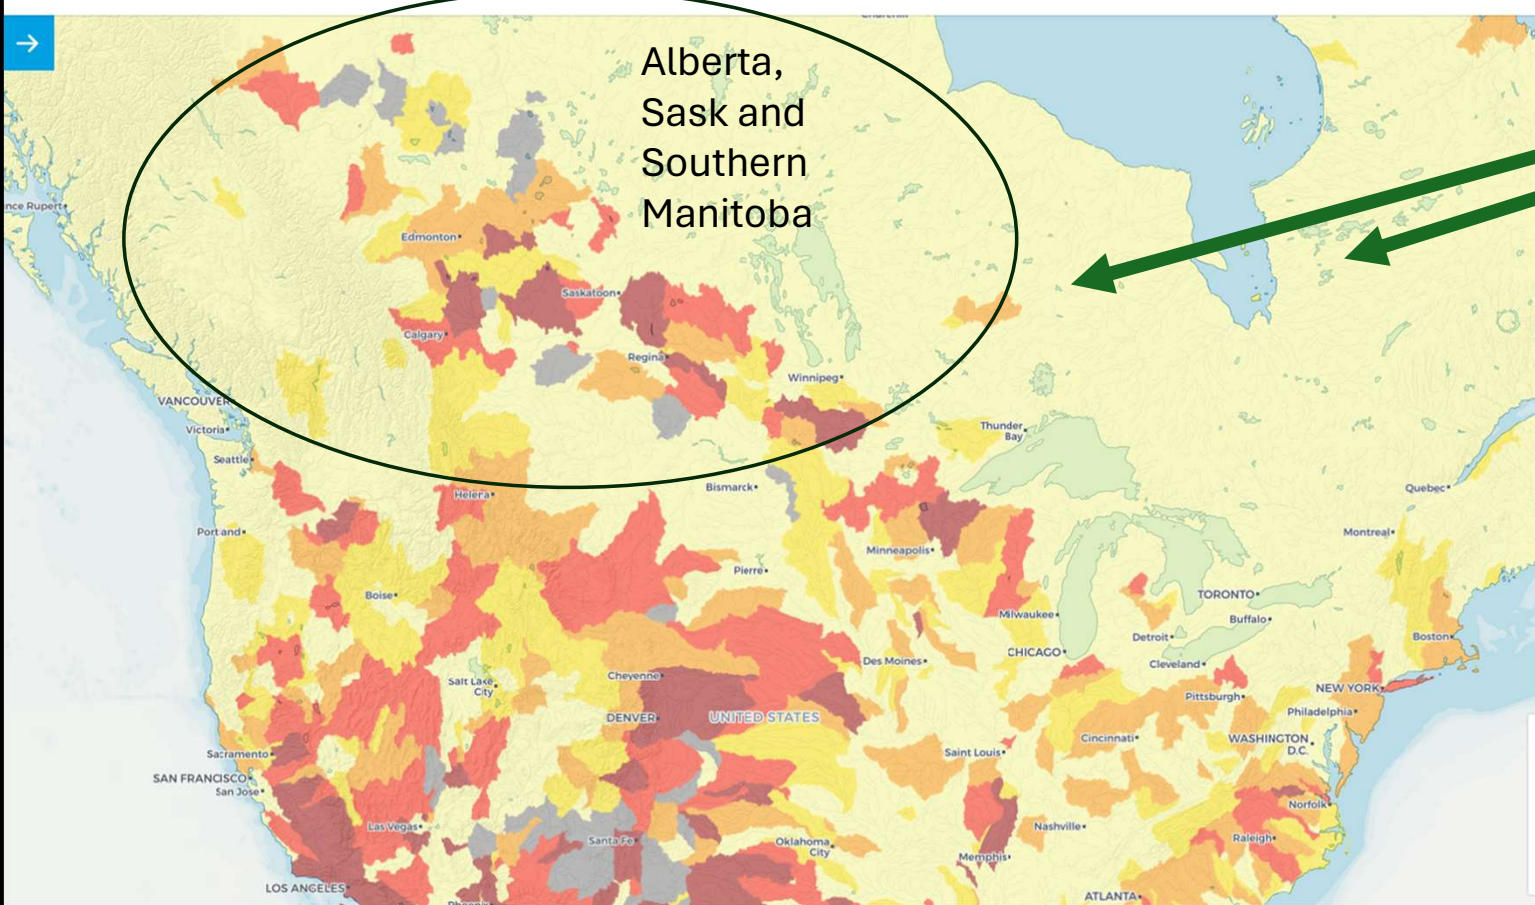 Alberta,
Sask and
Southern
Manitoba
nce Rupert
Edmonton
Saskatoon
Calgary
Regina
Winnipeg
VANCOUVER
Victoria
Seattle
Thunder
Bay
Helena
Bismarck
Quebec
Portland
Montreal
Minneapolis
Pierre
Boise
TORONTO
Milwaukee
Buffalo
Detroit
Boston
CHICAGO
Des Moines
Cleveland
Cheyenne
Salt Lake
City
NEW YORK
Pittsburgh
DENVER
UNITED STATES
Philadelphia
Cincinnati
WASHINGTON
D.C.
Sacramento
Saint Louis
SAN FRANCISCO
San Jose
Norfolk
Las Vegas
Nashville
Raleigh
Santa Fe
Oklahoma
City
Memphis
LOS ANGELES
ATLANTA